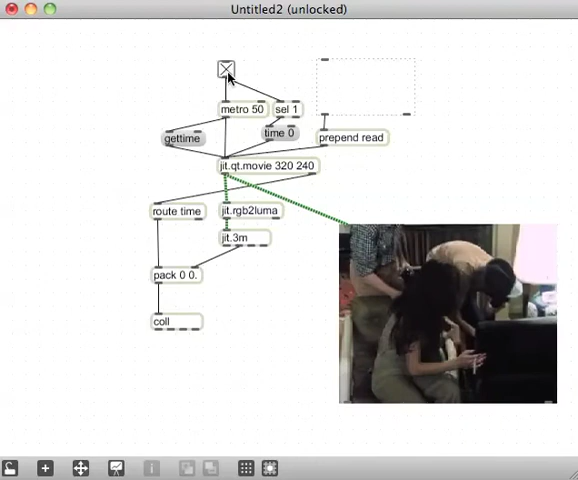 Untitled2 (unlocked)
metro 50
sel 1
gettime
time 0
prepend read
jit.qt.movie 320 240
route time
jit.rgb2luma
jit.3m
pack 0 0.
coll